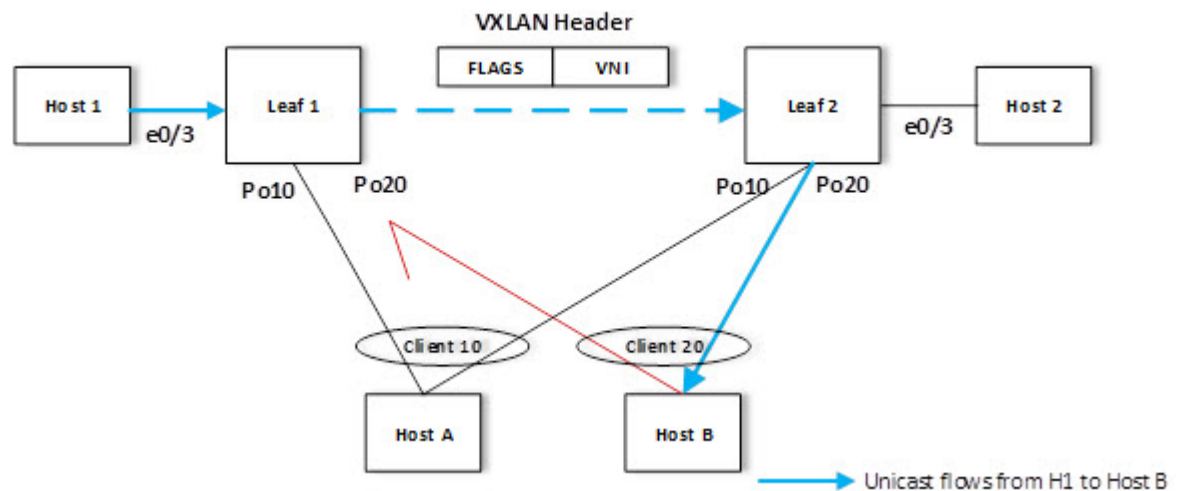 VXLAN Header
FLAGS VNI
Host 1 Leaf 1 Leaf 2 Host 2
e0/3 e0/3
Po10 Po20 Po10 Po20
Client 10 Client 20
Host A Host B
Unicast flows from H1 to Host B